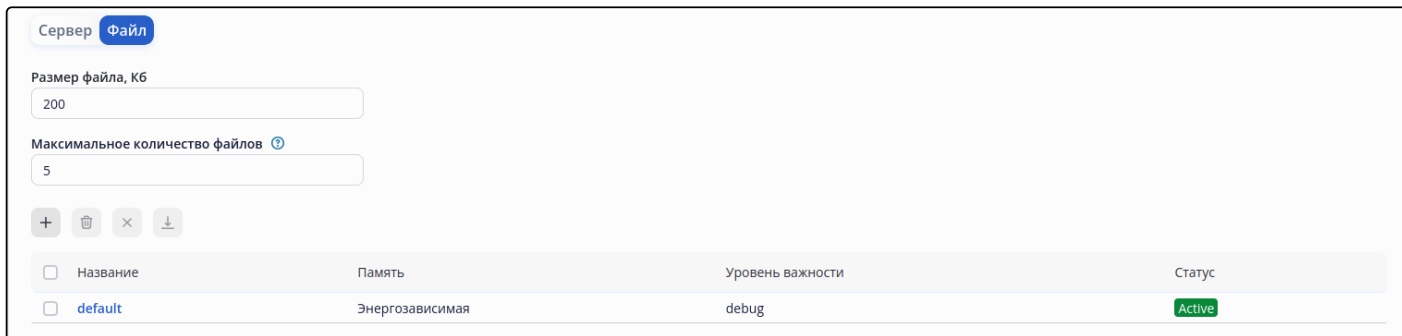 Сервер Файл
Размер файла, Кб
200
Максимальное количество файлов ?
5
Название Память Уровень важности Статус
default Энергозависимая debug Active